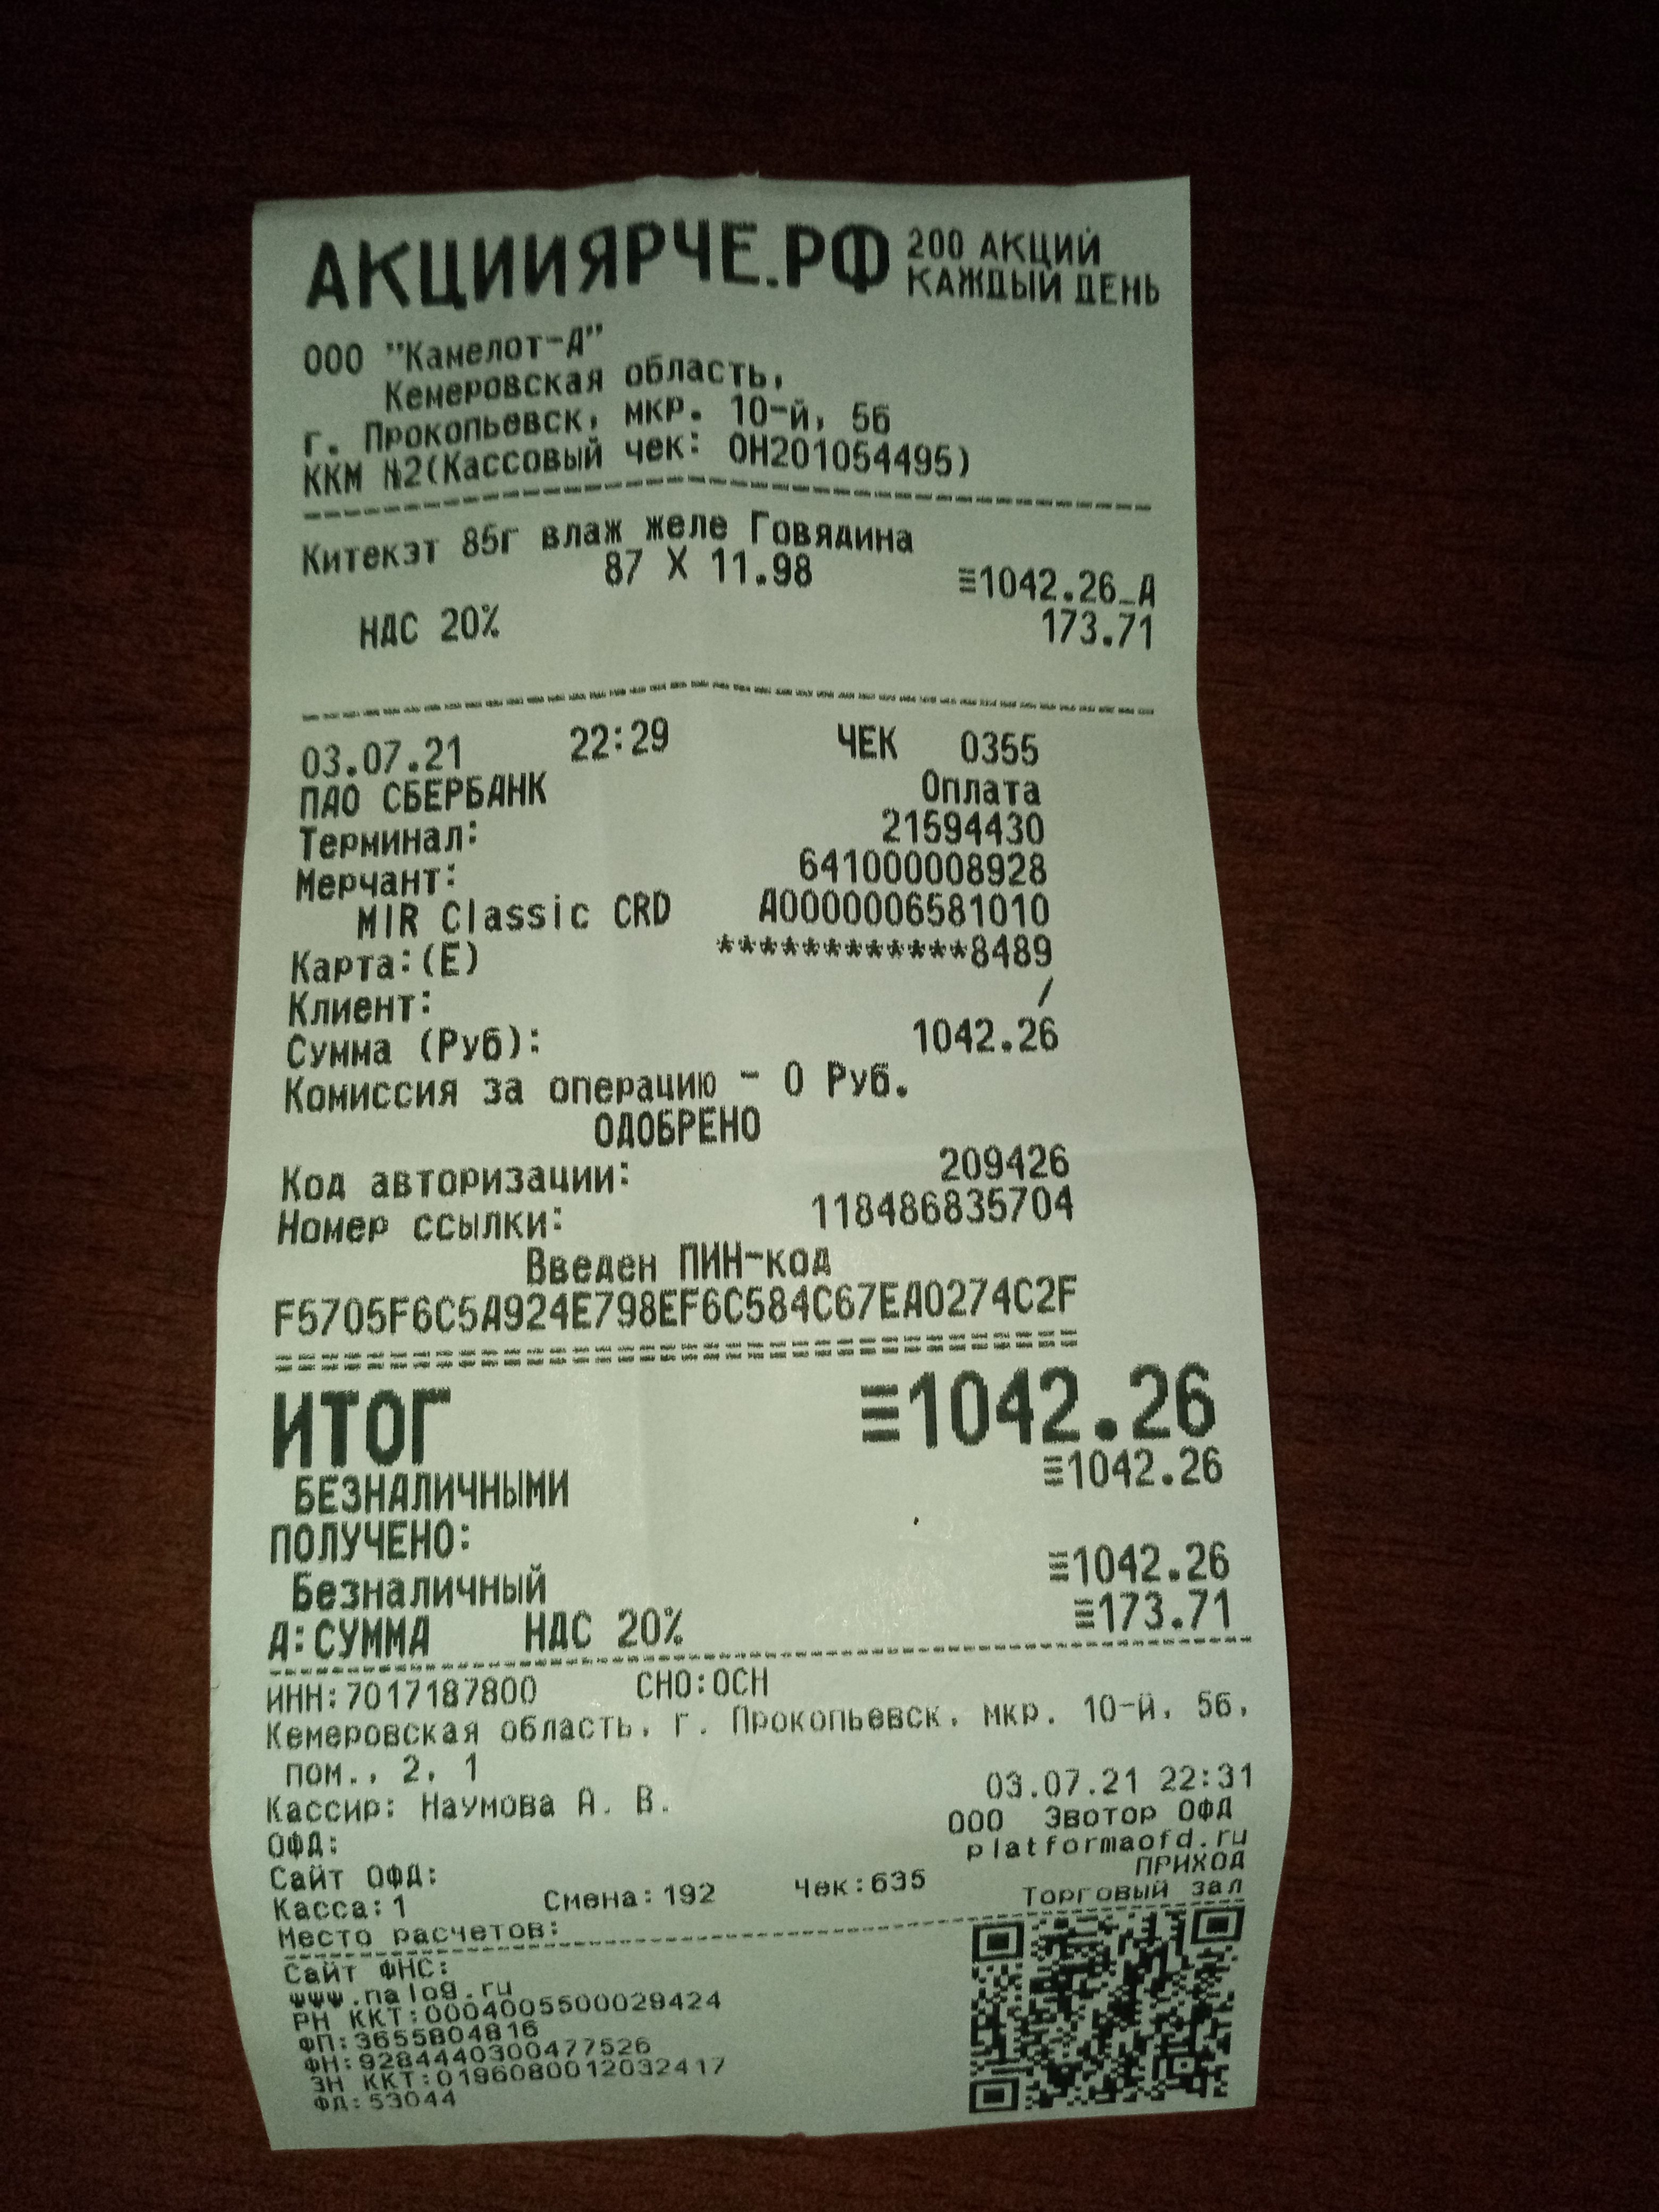 АКЦИИЯРЧЕ.РФ 200 АКЦИЙ КАЖДЫЙ ДЕНЬ
ООО "Камелот-А"
Кемеровская область,
г. Прокопьевск, мкр. 10-й, 56
ККМ №2(Кассовый чек: ОН201054495)
Китекэт 85г влаж желе Говядина
87 X 11.98 ≡1042.26_А
НДС 20% 173.71
03.07.21 22:29 ЧЕК 0355
ПАО СБЕРБАНК Оплата
Терминал: 21594430
Мерчант: 641000008928
MIR Classic CRD A0000006581010
Карта:(E) ************8489
Клиент: /
Сумма (Руб): 1042.26
Комиссия за операцию - 0 Руб.
ОДОБРЕНО
Код авторизации: 209426
Номер ссылки: 118486835704
Введен ПИН-код
F5705F6C5A924E798EF6C584C67EA0274C2F
ИТОГ ≡1042.26
БЕЗНАЛИЧНЫМИ ≡1042.26
ПОЛУЧЕНО:
Безналичный ≡1042.26
А:СУММА НДС 20% ≡173.71
ИНН:7017187800 СНО:ОСН
Кемеровская область, г. Прокопьевск, мкр. 10-й, 56,
пом., 2, 1
Кассир: Наумова А. В. 03.07.21 22:31
ОФД: ООО Эвотор ОФД
Сайт ОФД: platformaofd.ru
Касса:1 Смена:192 Чек:635 ПРИХОД
Место расчетов: Торговый зал
Сайт ФНС:
www.nalog.ru
РН ККТ:0004005500029424
ФП:3655804816
ФН:9284440300477526
ЗН ККТ:0196080012032417
ФД:53044